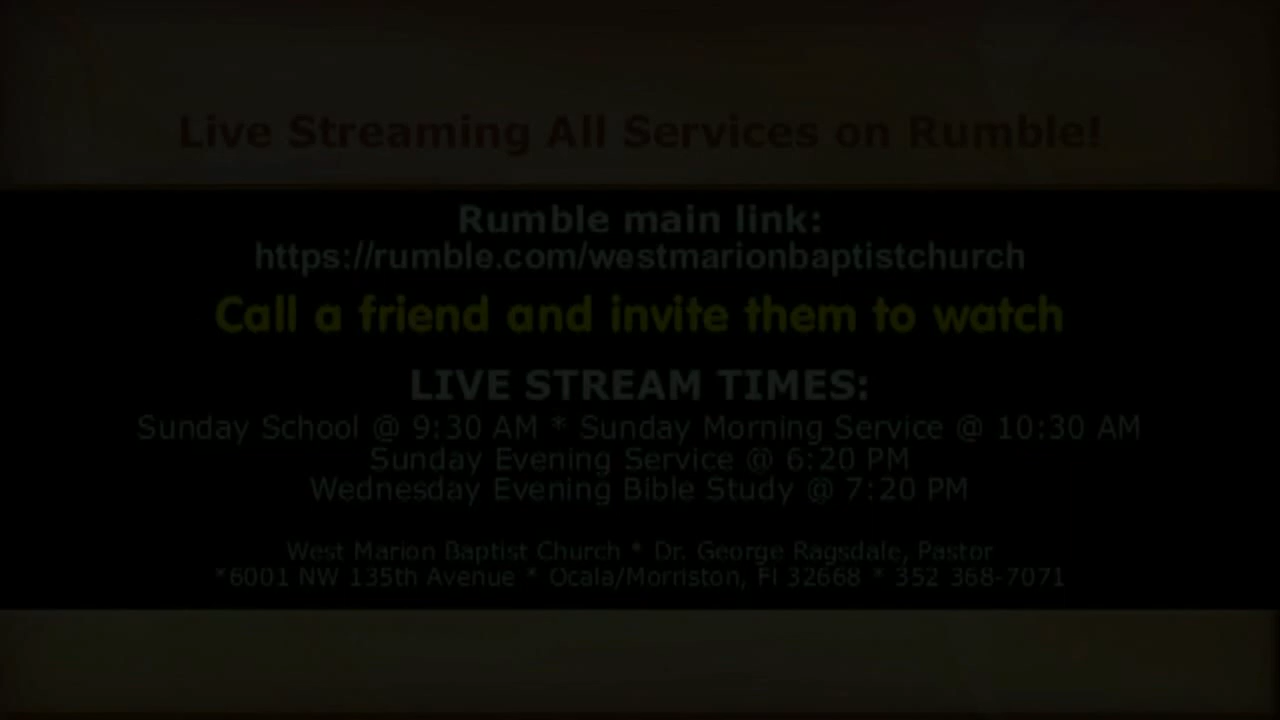 Live Streaming All Services on Rumble!
Rumble main link:
https://rumble.com/westmarionbaptistchurch
Call a friend and invite them to watch
LIVE STREAM TIMES:
Sunday School @ 9:30 AM * Sunday Morning Service @ 10:30 AM
Sunday Evening Service @ 6:20 PM
Wednesday Evening Bible Study @ 7:20 PM
West Marion Baptist Church * Dr. George Ragsdale, Pastor
*6001 NW 135th Avenue * Ocala/Morriston, Fl 32668 * 352 368-7071